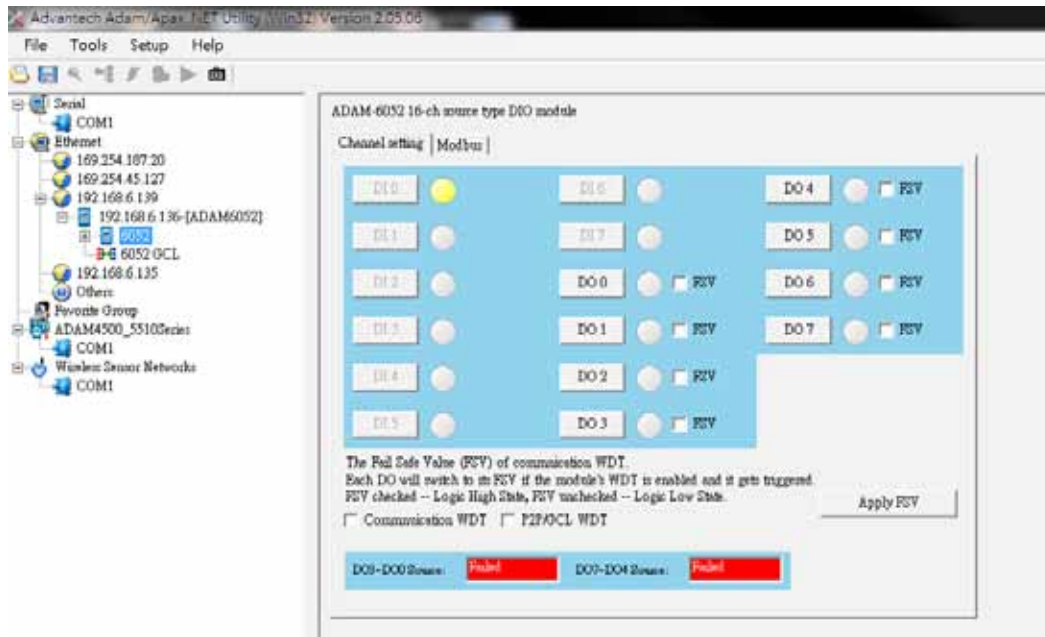 Advantech Adam/Apax .NET Utility (Win32) Version 2.05.06
File Tools Setup Help
Serial
COM1
Ethernet
169.254.187.20
169.254.45.127
192.168.6.139
192.168.6.136-[ADAM6052]
6052
6052 GCL
192.168.6.135
Others
Favorite Group
ADAM4500_5510Series
COM1
Wireless Sensor Networks
COM1
ADAM-6052 16-ch source type DIO module
Channel setting Modbus
DI 0 DI 6 DO 4 FSV
DI 1 DI 7 DO 5 FSV
DI 2 DO 0 FSV DO 6 FSV
DI 3 DO 1 FSV DO 7 FSV
DI 4 DO 2 FSV
DI 5 DO 3 FSV
The Fail Safe Value (FSV) of communication WDT.
Each DO will switch to its FSV if the module's WDT is enabled and it gets triggered.
FSV checked -- Logic High State, FSV unchecked -- Logic Low State.
Apply FSV
Communication WDT P2P/GCL WDT
DO3~DO0 Source: Failed DO7~DO4 Source: Failed